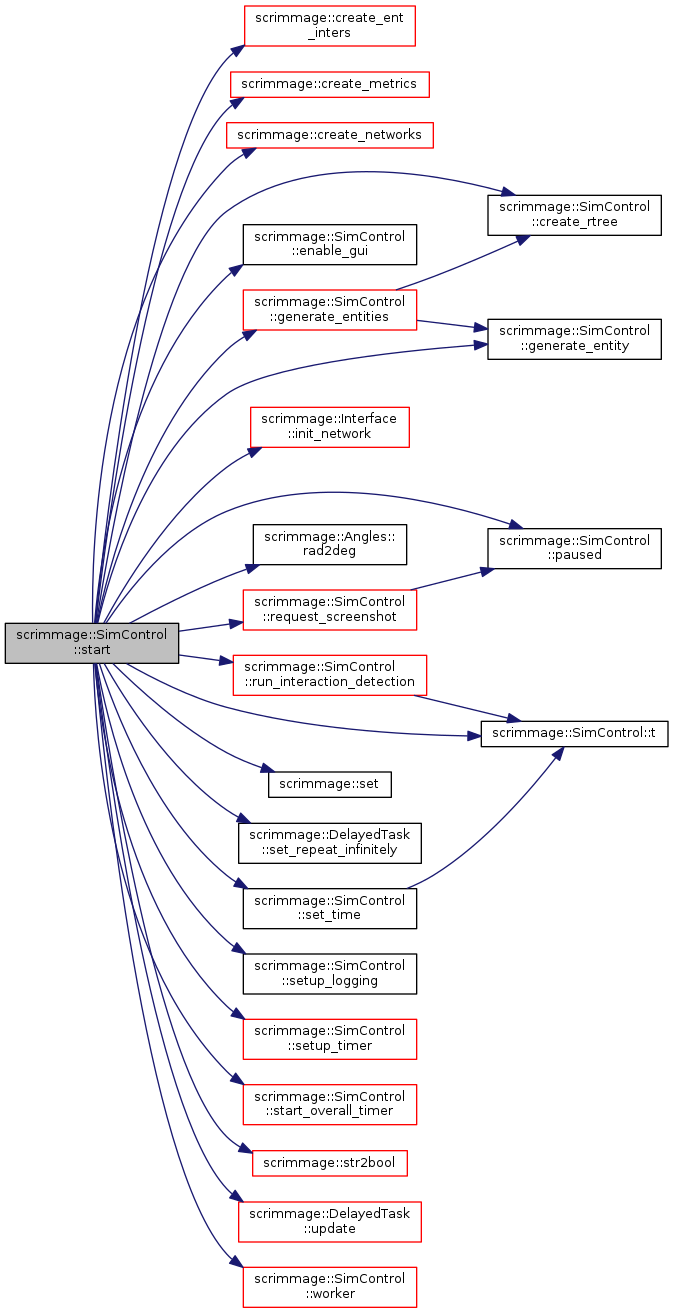 scrimmage::create_ent
_inters
scrimmage::create_metrics
scrimmage::create_networks
scrimmage::SimControl
::create_rtree
scrimmage::SimControl
::enable_gui
scrimmage::SimControl
::generate_entities
scrimmage::SimControl
::generate_entity
scrimmage::Interface
::init_network
scrimmage::Angles::
rad2deg
scrimmage::SimControl
::paused
scrimmage::SimControl
::request_screenshot
scrimmage::SimControl
::start
scrimmage::SimControl
::run_interaction_detection
scrimmage::SimControl::t
scrimmage::set
scrimmage::DelayedTask
::set_repeat_infinitely
scrimmage::SimControl
::set_time
scrimmage::SimControl
::setup_logging
scrimmage::SimControl
::setup_timer
scrimmage::SimControl
::start_overall_timer
scrimmage::str2bool
scrimmage::DelayedTask
::update
scrimmage::SimControl
::worker